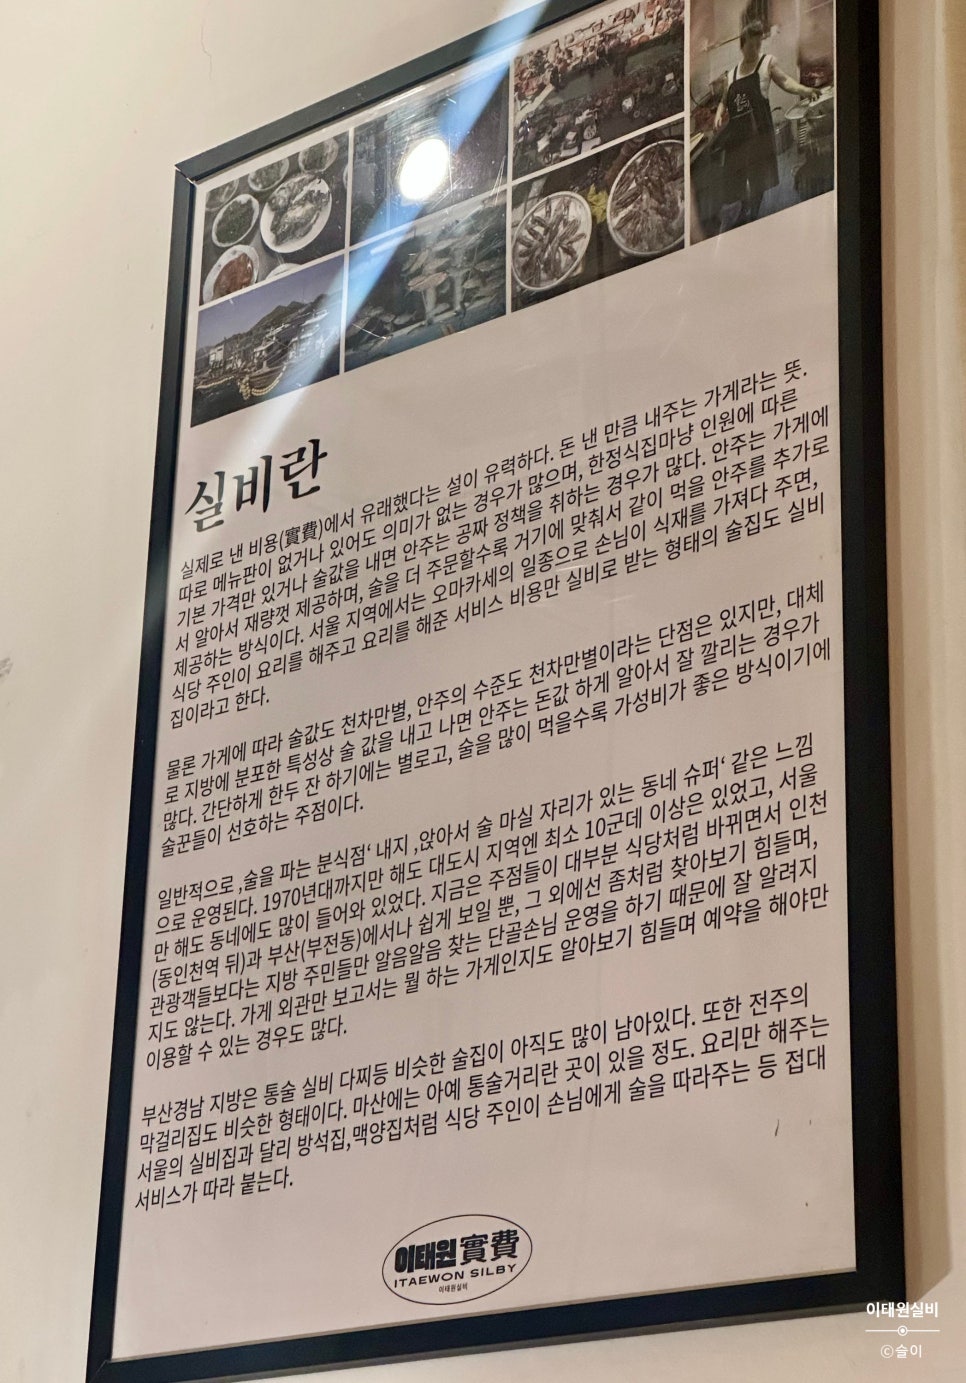 실비란
실제로 낸 비용(實費)에서 유래했다는 설이 유력하다. 돈 낸 만큼 내주는 가게라는 뜻.
따로 메뉴판이 없거나 있어도 의미가 없는 경우가 많으며, 한정식집마냥 인원에 따른
기본 가격만 있거나 술값을 내면 안주는 공짜 정책을 취하는 경우가 많다. 안주는 가게에
서 알아서 재량껏 제공하며, 술을 더 주문할수록 거기에 맞춰서 같이 먹을 안주를 추가로
제공하는 방식이다. 서울 지역에서는 오마카세의 일종으로 손님이 식재를 가져다 주면,
식당 주인이 요리를 해주고 요리를 해준 서비스 비용만 실비로 받는 형태의 술집도 실비
집이라고 한다.
물론 가게에 따라 술값도 천차만별, 안주의 수준도 천차만별이라는 단점은 있지만, 대체
로 지방에 분포한 특성상 술 값을 내고 나면 안주는 돈값 하게 알아서 잘 깔리는 경우가
많다. 간단하게 한두 잔 하기에는 별로고, 술을 많이 먹을수록 가성비가 좋은 방식이기에
술꾼들이 선호하는 주점이다.
일반적으로 ‚술을 파는 분식점‘ 내지 ‚앉아서 술 마실 자리가 있는 동네 슈퍼‘ 같은 느낌
으로 운영된다. 1970년대까지만 해도 대도시 지역엔 최소 10군데 이상은 있었고, 서울
만 해도 동네에도 많이 들어와 있었다. 지금은 주점들이 대부분 식당처럼 바뀌면서 인천
(동인천역 뒤)과 부산(부전동)에서나 쉽게 보일 뿐, 그 외에선 좀처럼 찾아보기 힘들며,
관광객들보다는 지방 주민들만 알음알음 찾는 단골손님 운영을 하기 때문에 잘 알려지
지도 않는다. 가게 외관만 보고서는 뭘 하는 가게인지도 알아보기 힘들며 예약을 해야만
이용할 수 있는 경우도 많다.
부산경남 지방은 통술 실비 다찌등 비슷한 술집이 아직도 많이 남아있다. 또한 전주의
막걸리집도 비슷한 형태이다. 마산에는 아예 통술거리란 곳이 있을 정도. 요리만 해주는
서울의 실비집과 달리 방석집,맥양집처럼 식당 주인이 손님에게 술을 따라주는 등 접대
서비스가 따라 붙는다.
이태원實費
ITAEWON SILBY
이태원실비
이태원실비
ⓒ슬이